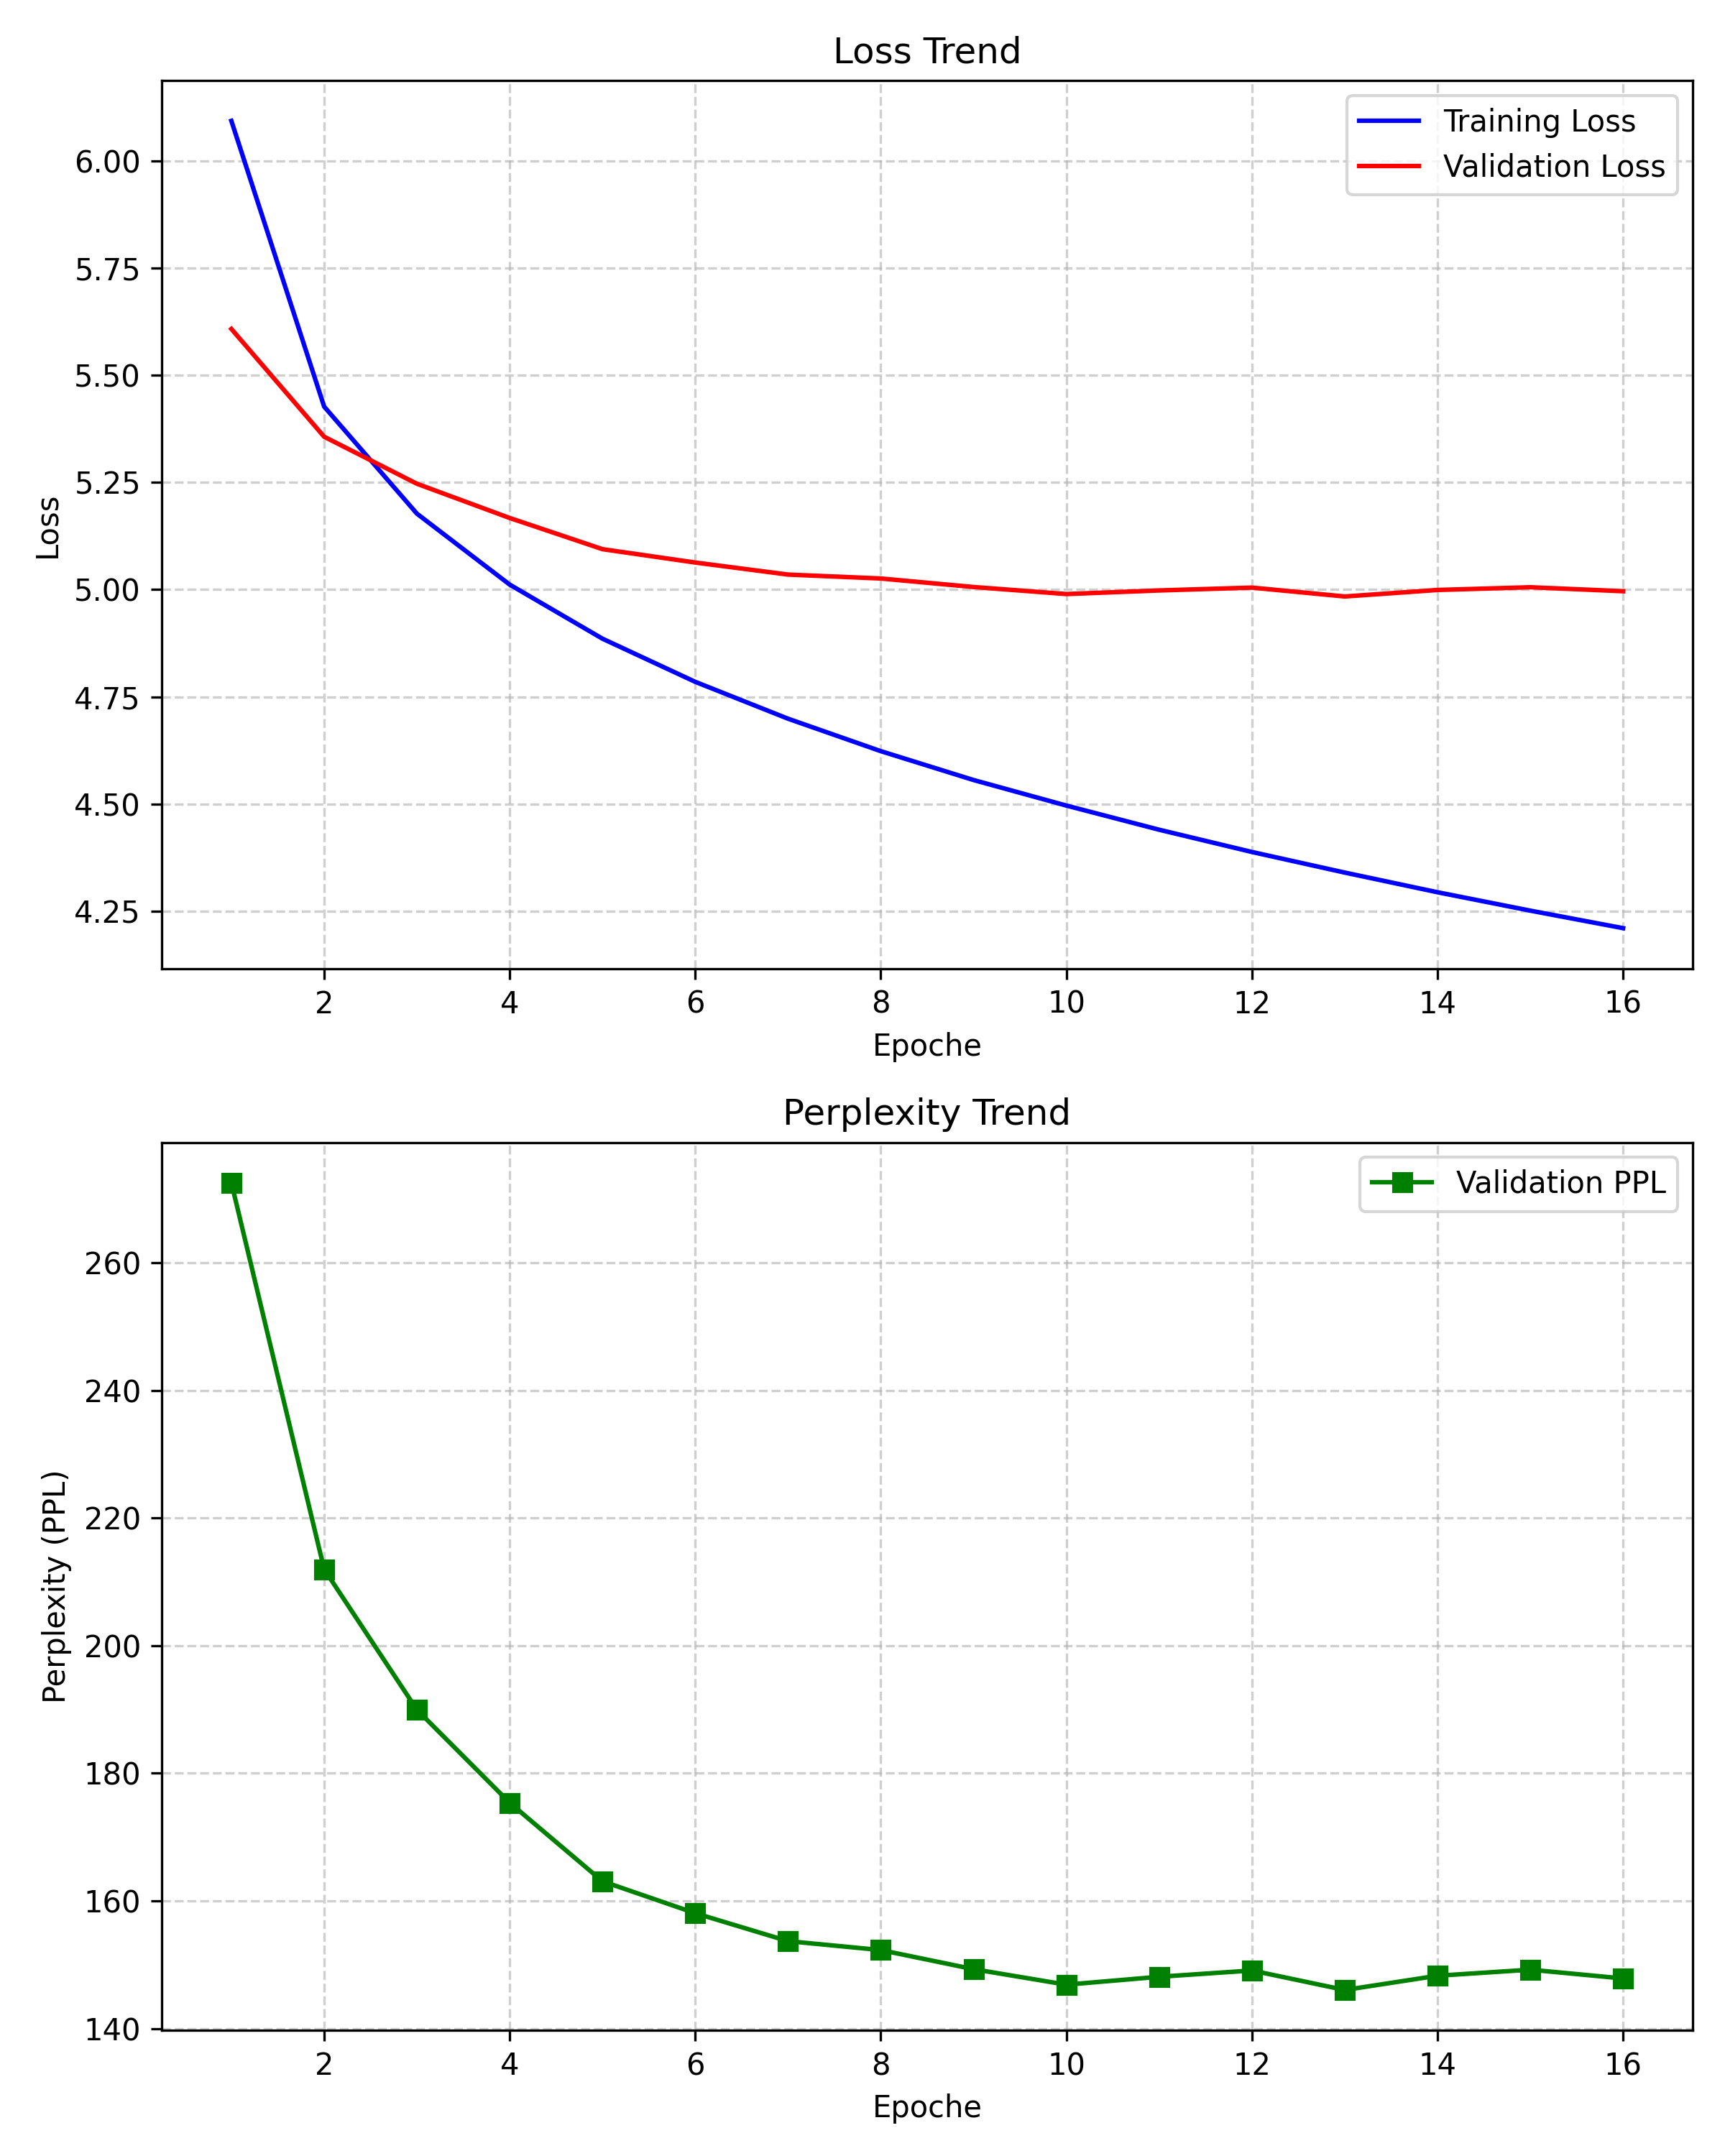 Loss Trend
Training Loss
Validation Loss
6.00
5.75
5.50
5.25
5.00
4.75
4.50
4.25
Loss
2 4 6 8 10 12 14 16
Epoche
Perplexity Trend
Validation PPL
260
240
220
200
180
160
140
Perplexity (PPL)
2 4 6 8 10 12 14 16
Epoche